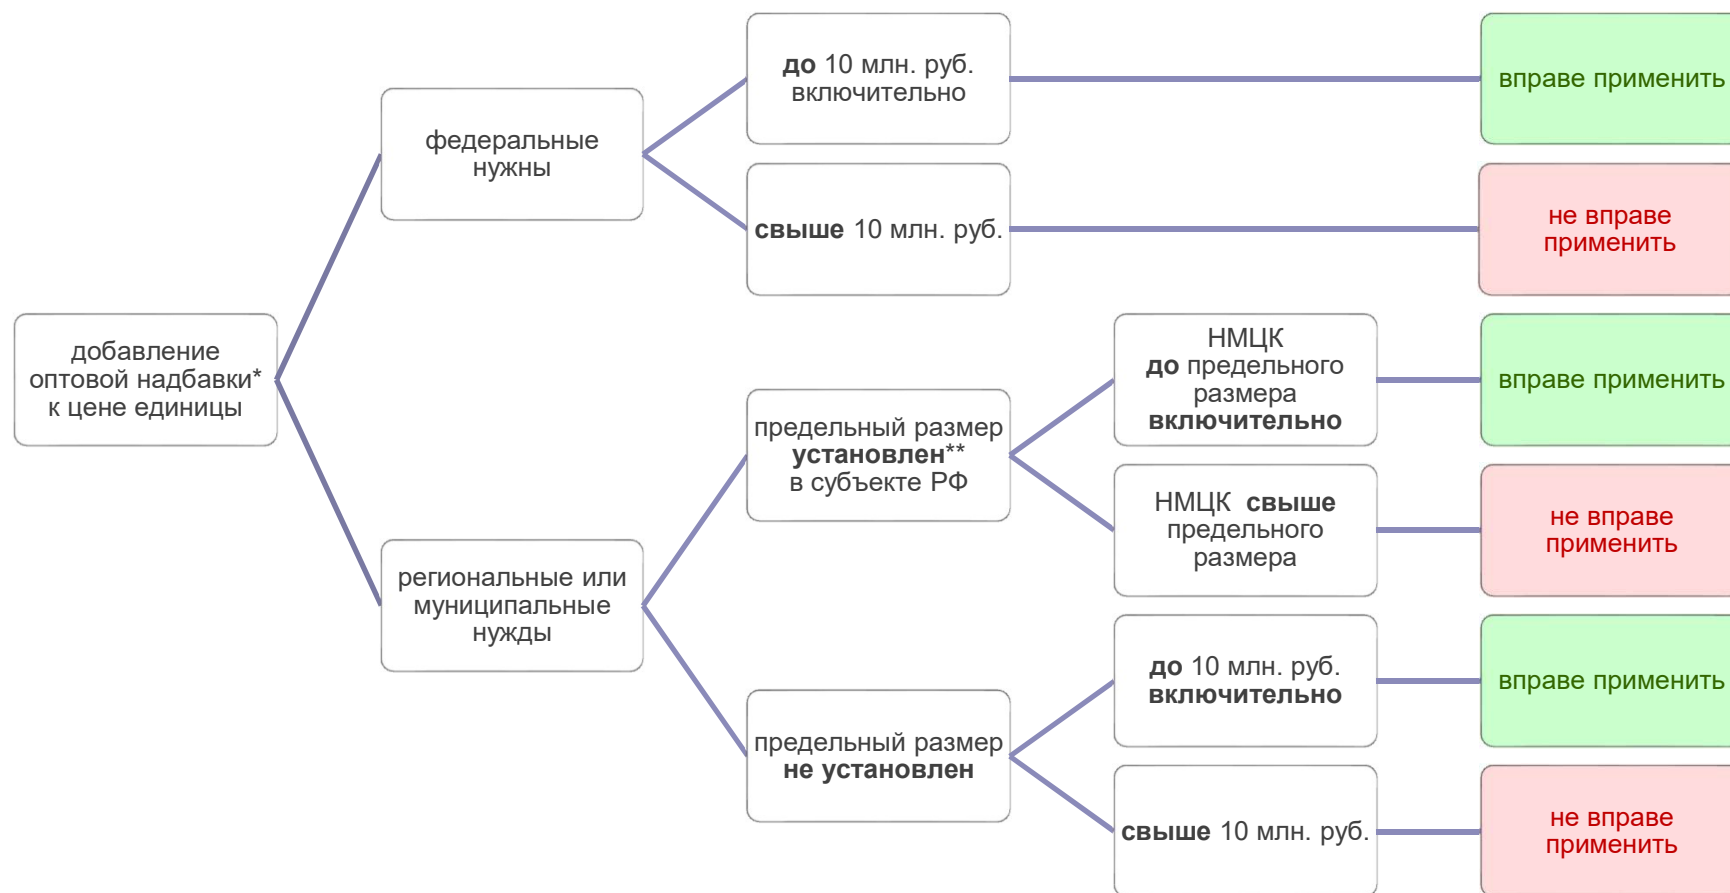 до 10 млн. руб.
включительно
вправе применить
федеральные
нужны
свыше 10 млн. руб.
не вправе
применить
добавление
оптовой надбавки*
к цене единицы
НМЦК
до предельного
размера
включительно
вправе применить
предельный размер
установлен**
в субъекте РФ
НМЦК свыше
предельного
размера
не вправе
применить
региональные или
муниципальные
нужды
до 10 млн. руб.
включительно
вправе применить
предельный размер
не установлен
свыше 10 млн. руб.
не вправе
применить